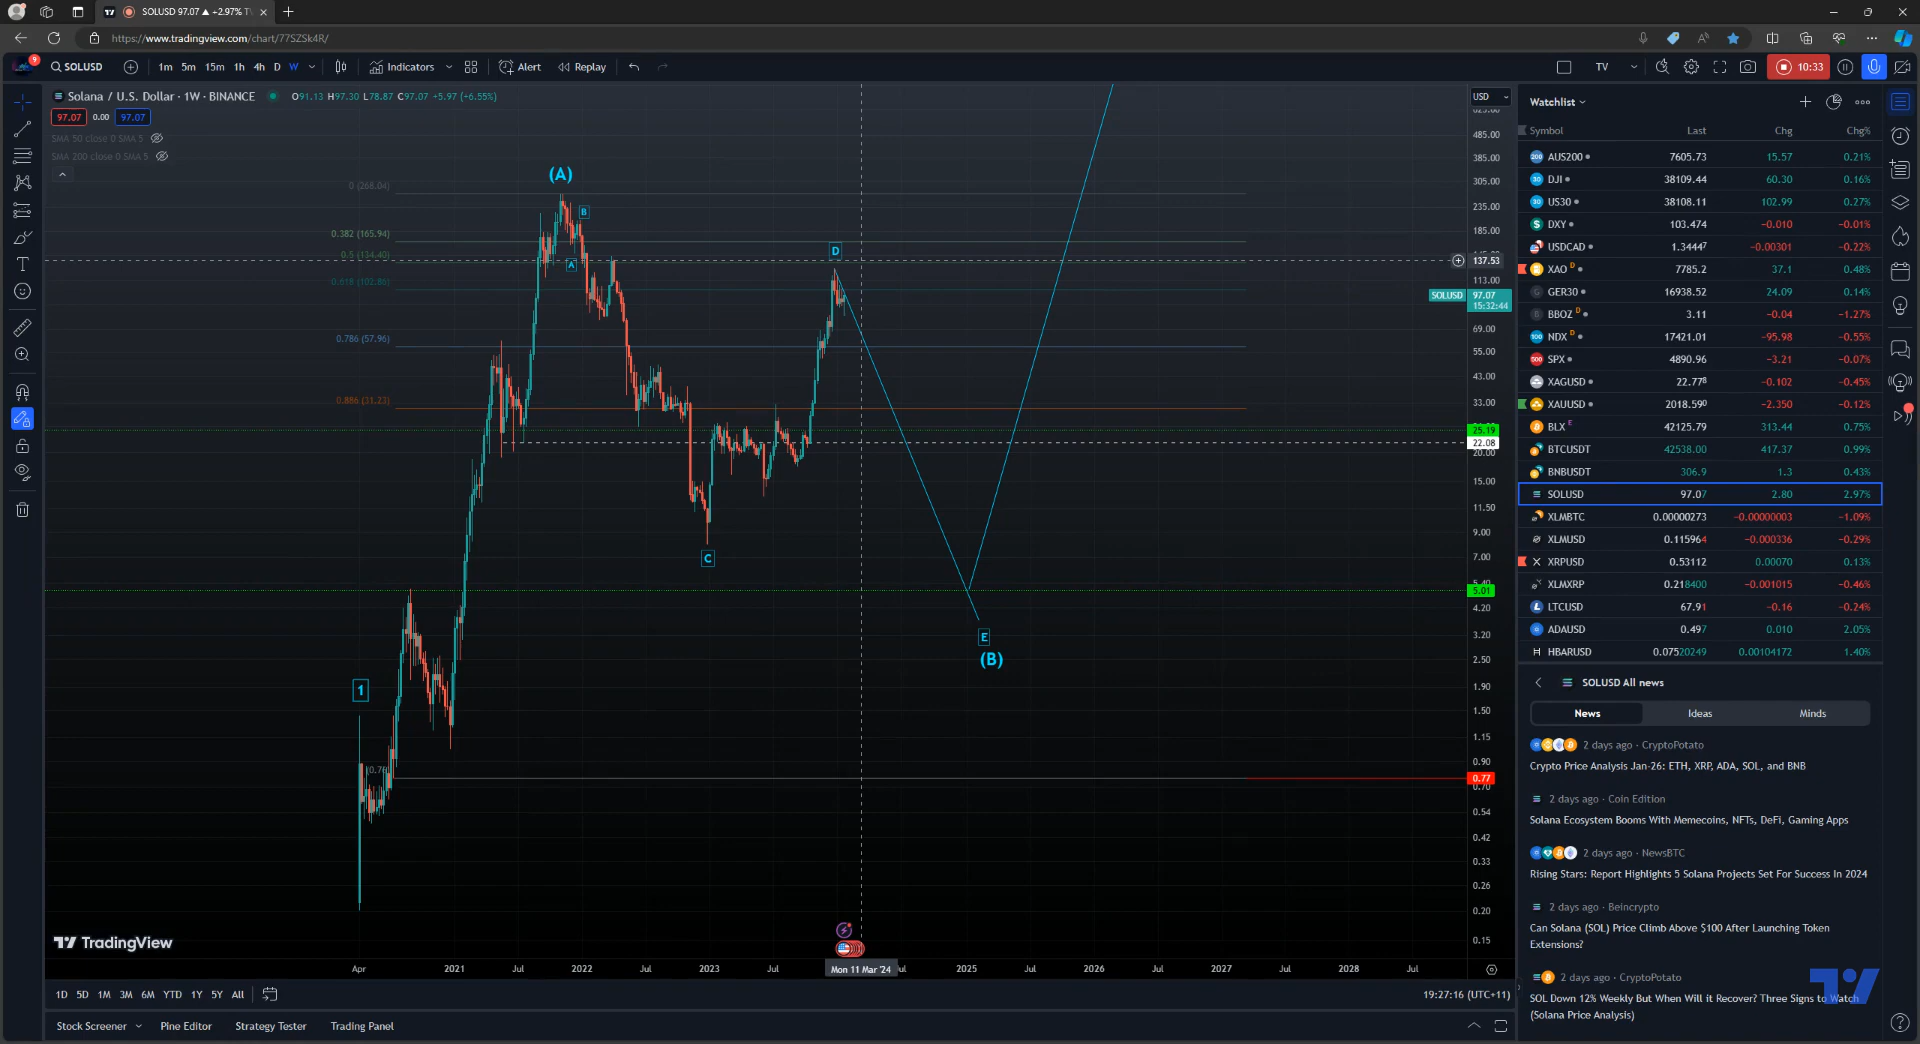 SOLUSD 97.07 ▲ +2.97% T
https://www.tradingview.com/chart/77SZSk4R/
9
SOLUSD
1m 5m 15m 1h 4h D W
Indicators
Alert
Replay
TV
10:33
Solana / U.S. Dollar · 1W · BINANCE O91.13 H97.30 L78.87 C97.07 +5.97 (+6.55%)
97.07 0.00 97.07
SMA 50 close 0 SMA 5
SMA 200 close 0 SMA 5
0 (268.04)
0.382 (165.94)
0.5 (134.40)
0.618 (102.86)
0.786 (57.96)
0.886 (31.23)
(A)
B
A
D
C
E
(B)
1
USD
485.00
385.00
305.00
235.00
185.00
137.53
113.00
SOLUSD 97.07
15:32:44
69.00
55.00
43.00
33.00
25.19
22.08
20.00
15.00
11.50
9.00
7.00
5.40
5.01
4.20
3.20
2.50
1.90
1.50
1.15
0.90
0.77
0.70
0.54
0.42
0.33
0.26
0.20
0.15
TradingView
Apr 2021 Jul 2022 Jul 2023 Jul Mon 11 Mar '24 2025 Jul 2026 Jul 2027 Jul 2028 Jul
1D 5D 1M 3M 6M YTD 1Y 5Y All
19:27:16 (UTC+11)
Stock Screener Pine Editor Strategy Tester Trading Panel
Watchlist
Symbol Last Chg Chg%
AUS200 7605.73 15.57 0.21%
DJI 38109.44 60.30 0.16%
US30 38108.11 102.99 0.27%
DXY 103.474 −0.010 −0.01%
USDCAD 1.34447 −0.00301 −0.22%
XAO D 7785.2 37.1 0.48%
GER30 16938.52 24.09 0.14%
BBOZ D 3.11 −0.04 −1.27%
NDX D 17421.01 −95.98 −0.55%
SPX 4890.96 −3.21 −0.07%
XAGUSD 22.778 −0.102 −0.45%
XAUUSD 2018.590 −2.350 −0.12%
BLX E 42125.79 313.44 0.75%
BTCUSDT 42538.00 417.37 0.99%
BNBUSDT 306.9 1.3 0.43%
SOLUSD 97.07 2.80 2.97%
XLMBTC 0.00000273 −0.00000003 −1.09%
XLMUSD 0.115964 −0.000336 −0.29%
XRPUSD 0.53112 0.00070 0.13%
XLMXRP 0.218400 −0.001015 −0.46%
LTCUSD 67.91 −0.16 −0.24%
ADAUSD 0.497 0.010 2.05%
HBARUSD 0.07520249 0.00104172 1.40%
SOLUSD All news
News Ideas Minds
2 days ago · CryptoPotato
Crypto Price Analysis Jan-26: ETH, XRP, ADA, SOL, and BNB
2 days ago · Coin Edition
Solana Ecosystem Booms With Memecoins, NFTs, DeFi, Gaming Apps
2 days ago · NewsBTC
Rising Stars: Report Highlights 5 Solana Projects Set For Success In 2024
2 days ago · Beincrypto
Can Solana (SOL) Price Climb Above $100 After Launching Token
Extensions?
2 days ago · CryptoPotato
SOL Down 12% Weekly But When Will it Recover? Three Signs to Watch
(Solana Price Analysis)